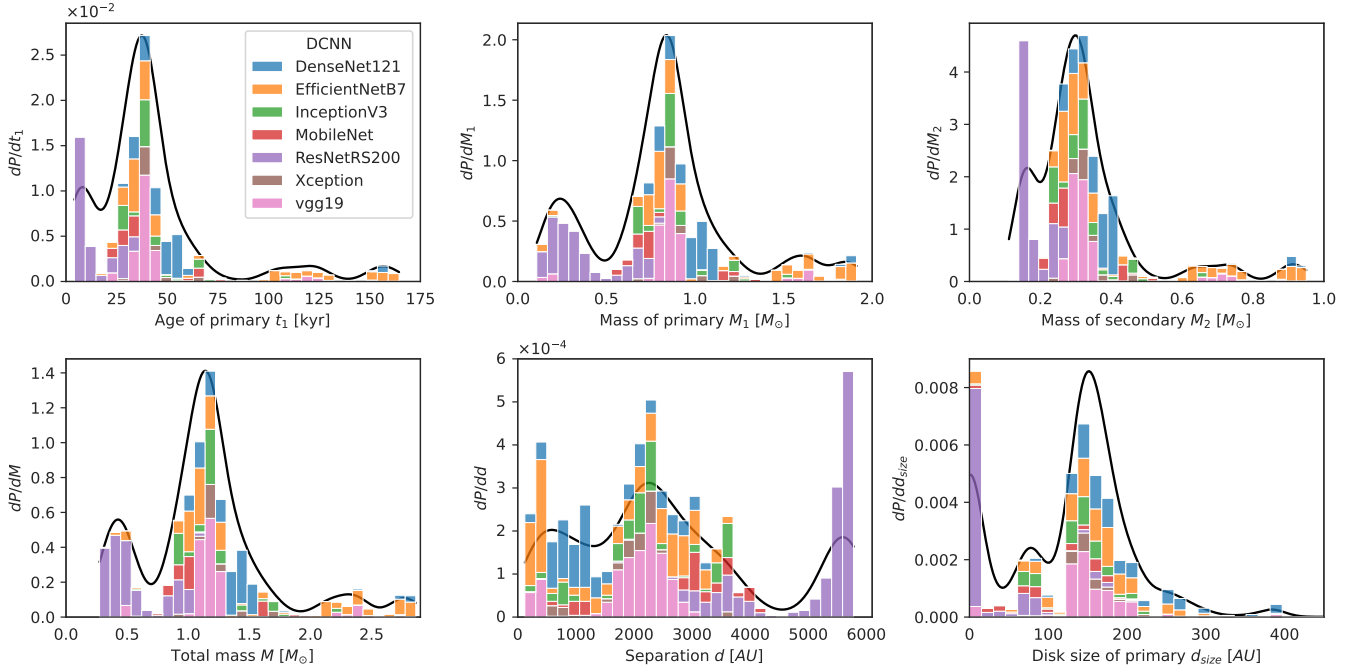 ×10⁻²
2.5
2.0
1.5
1.0
0.5
0.0
dP/dt₁
0 25 50 75 100 125 150 175
Age of primary t₁ [kyr]
DCNN
DenseNet121
EfficientNetB7
InceptionV3
MobileNet
ResNetRS200
Xception
vgg19
2.0
1.5
1.0
0.5
0.0
dP/dM₁
0.0 0.5 1.0 1.5 2.0
Mass of primary M₁ [M⊙]
4
3
2
1
0
dP/dM₂
0.0 0.2 0.4 0.6 0.8 1.0
Mass of secondary M₂ [M⊙]
1.4
1.2
1.0
0.8
0.6
0.4
0.2
0.0
dP/dM
0.0 0.5 1.0 1.5 2.0 2.5
Total mass M [M⊙]
×10⁻⁴
6
5
4
3
2
1
0
dP/dd
0 1000 2000 3000 4000 5000 6000
Separation d [AU]
0.008
0.006
0.004
0.002
0.000
dP/dd_size
0 100 200 300 400
Disk size of primary d_size [AU]